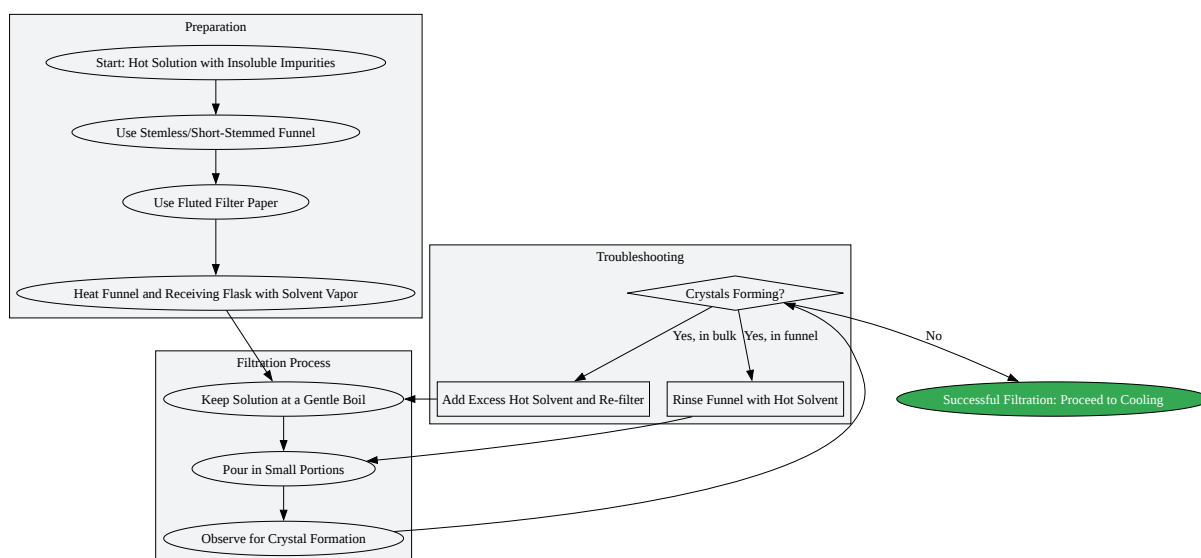 Preparation
Start: Hot Solution with Insoluble Impurities
Use Stemless/Short-Stemmed Funnel
Use Fluted Filter Paper
Heat Funnel and Receiving Flask with Solvent Vapor
Troubleshooting
Crystals Forming?
Yes, in bulk
Yes, in funnel
No
Filtration Process
Keep Solution at a Gentle Boil
Add Excess Hot Solvent and Re-filter
Rinse Funnel with Hot Solvent
Successful Filtration: Proceed to Cooling
Pour in Small Portions
Observe for Crystal Formation